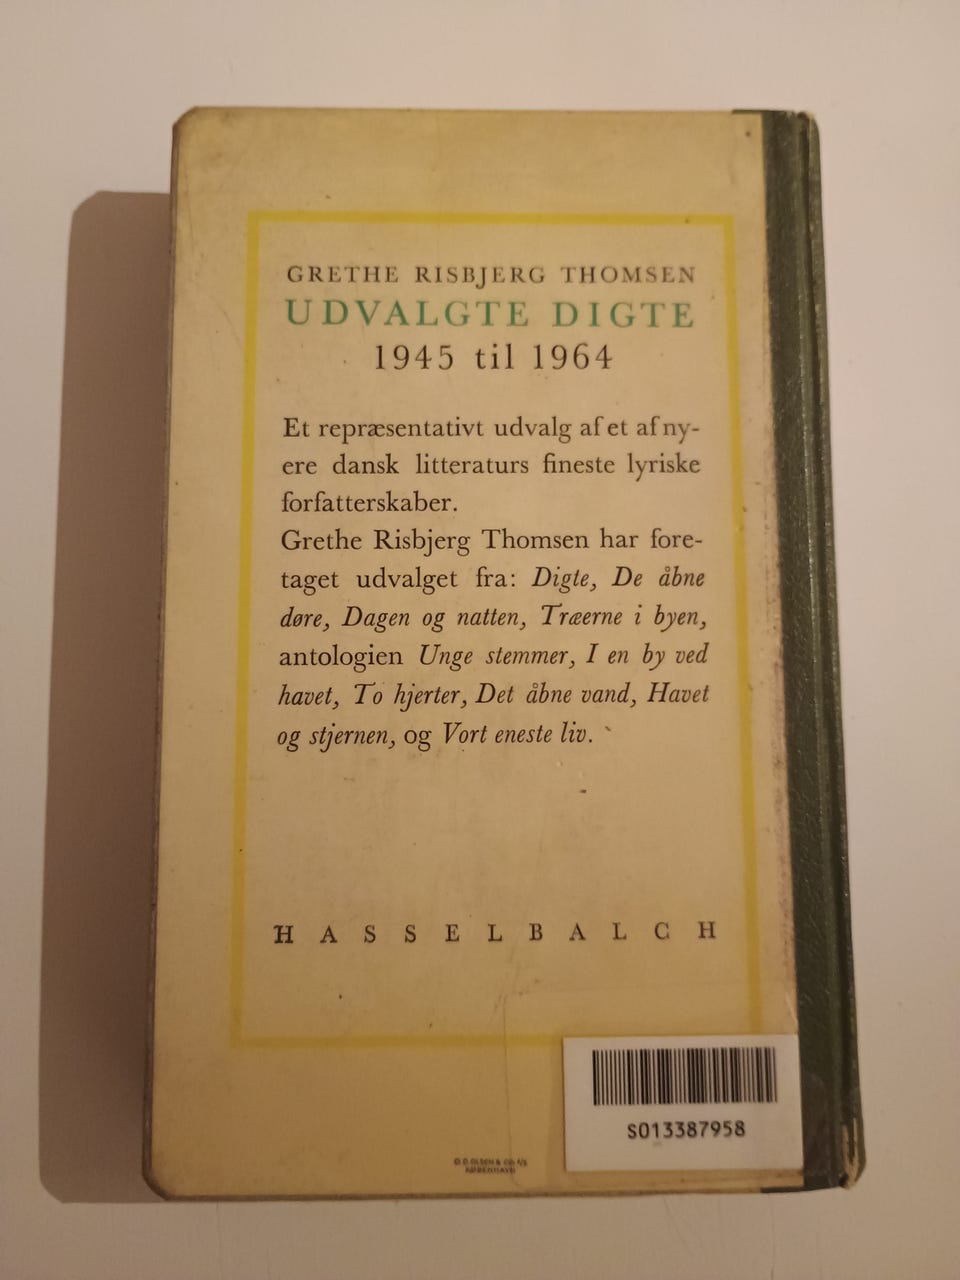 GRETHE RISBJERG THOMSEN
UDVALGTE DIGTE
1945 til 1964
Et repræsentativt udvalg af et af ny-
ere dansk litteraturs fineste lyriske
forfatterskaber.
Grethe Risbjerg Thomsen har fore-
taget udvalget fra: Digte, De åbne
døre, Dagen og natten, Træerne i byen,
antologien Unge stemmer, I en by ved
havet, To hjerter, Det åbne vand, Havet
og stjernen, og Vort eneste liv.
HASSELBALCH
S013387958
OLSEN & CO.
KØBENHAVN